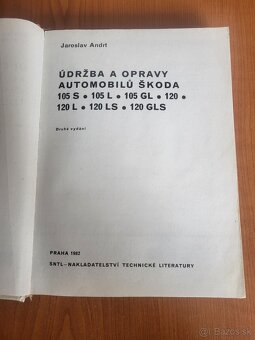 Jaroslav Andrt
ÚDRŽBA A OPRAVY
AUTOMOBILŮ ŠKODA
105 S • 105 L • 105 GL • 120 •
120 L • 120 LS • 120 GLS
Druhé vydání
PRAHA 1982
SNTL–NAKLADATELSTVÍ TECHNICKÉ LITERATURY
bazos.sk